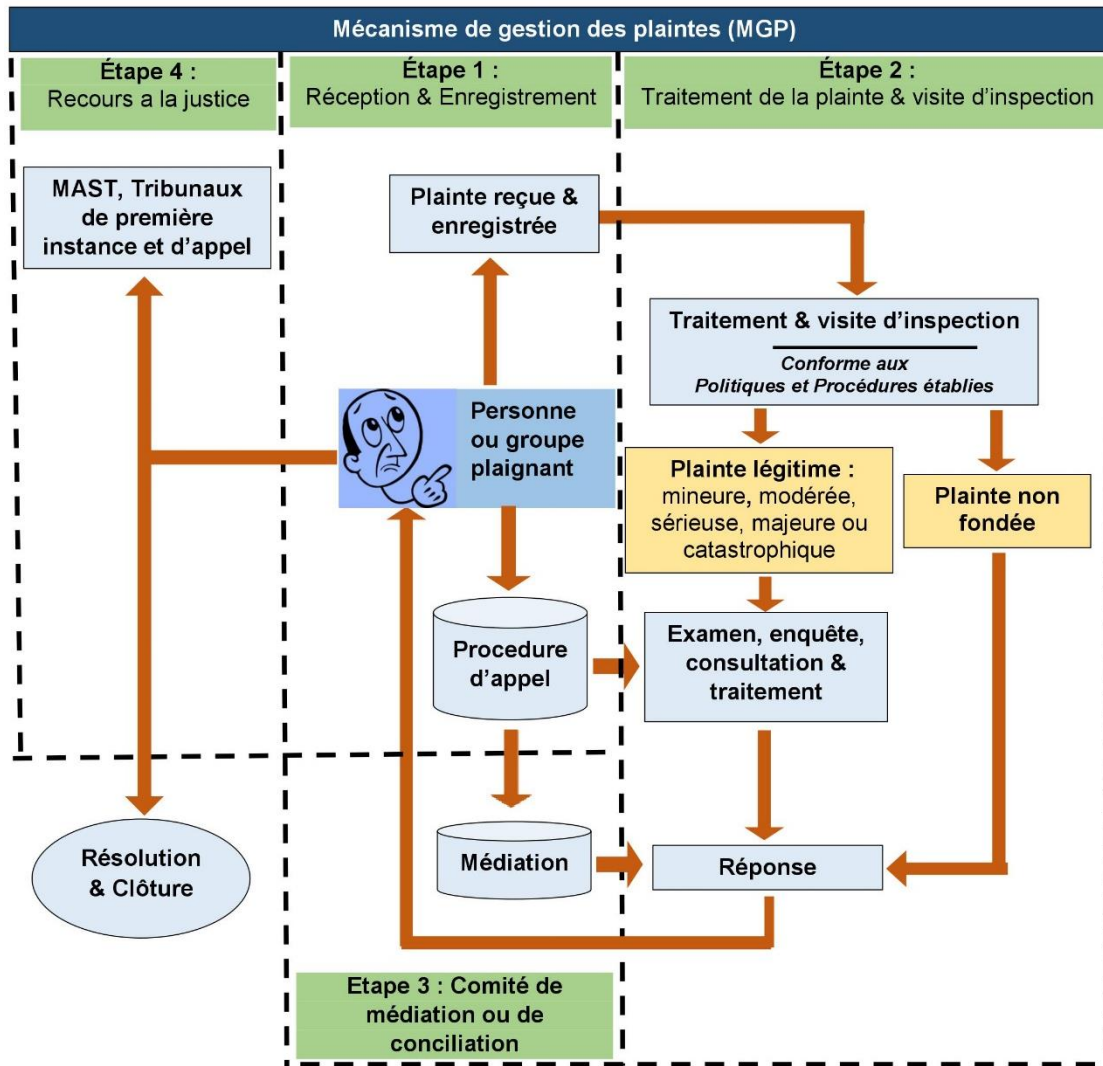 Mécanisme de gestion des plaintes (MGP)
Étape 4 :
Recours a la justice
Étape 1 :
Réception & Enregistrement
Étape 2 :
Traitement de la plainte & visite d'inspection
MAST, Tribunaux
de première
instance et d'appel
Plainte reçue &
enregistrée
Traitement & visite d'inspection
Conforme aux
Politiques et Procédures établies
Personne
ou groupe
plaignant
Plainte légitime :
mineure, modérée,
sérieuse, majeure ou
catastrophique
Plainte non
fondée
Procedure
d'appel
Examen, enquête,
consultation &
traitement
Résolution
& Clôture
Médiation
Réponse
Etape 3 : Comité de
médiation ou de
conciliation